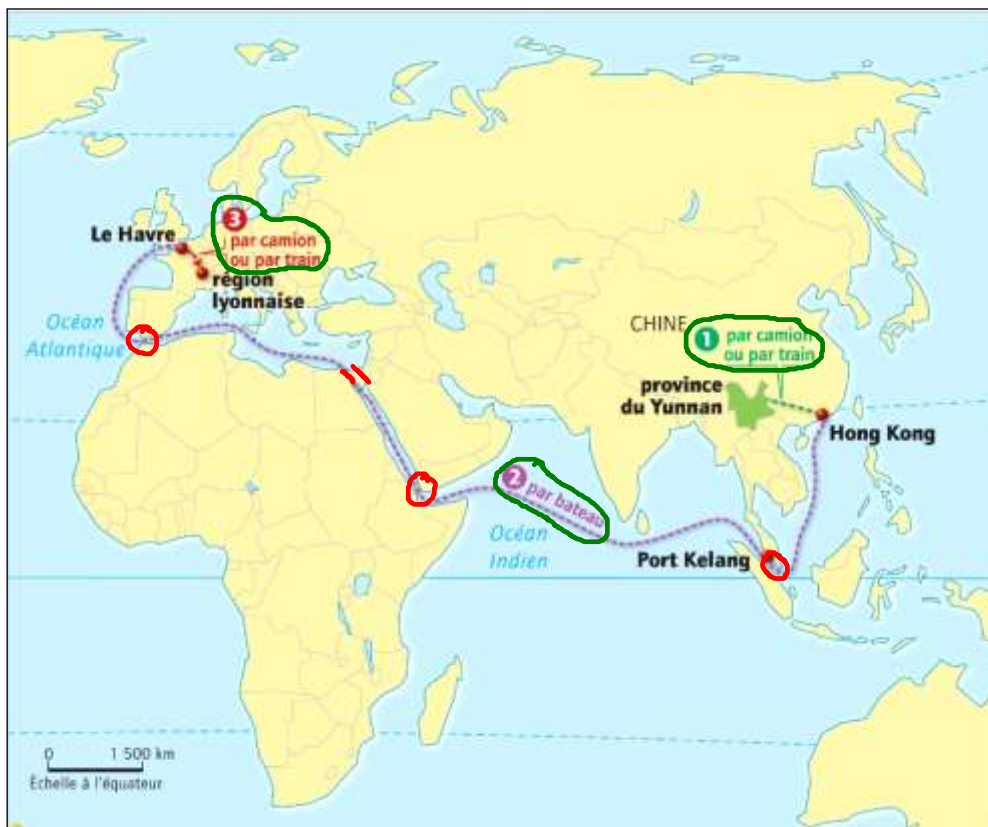 Le Havre
3
par camion
ou par train
région
lyonnaise
Océan
Atlantique
CHINE
1
par camion
ou par train
province
du Yunnan
Hong Kong
2
par bateau
Océan
Indien
Port Kelang
0 1 500 km
Échelle à l'équateur